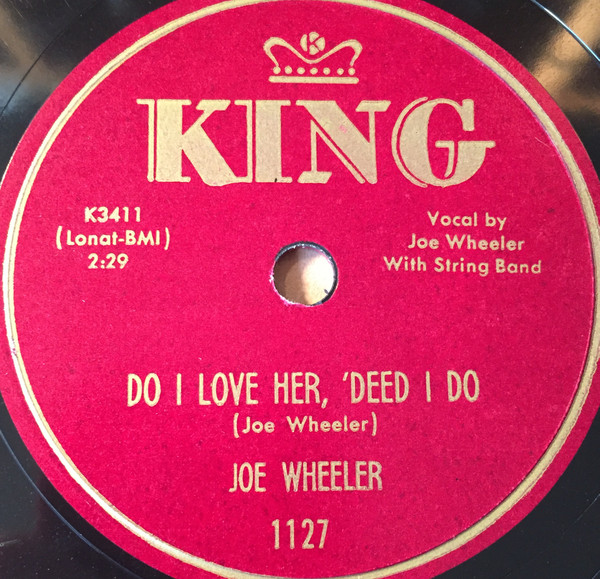 K
KING
K3411
(Lonat-BMI)
2:29
Vocal by
Joe Wheeler
With String Band
DO I LOVE HER, 'DEED I DO
(Joe Wheeler)
JOE WHEELER
1127